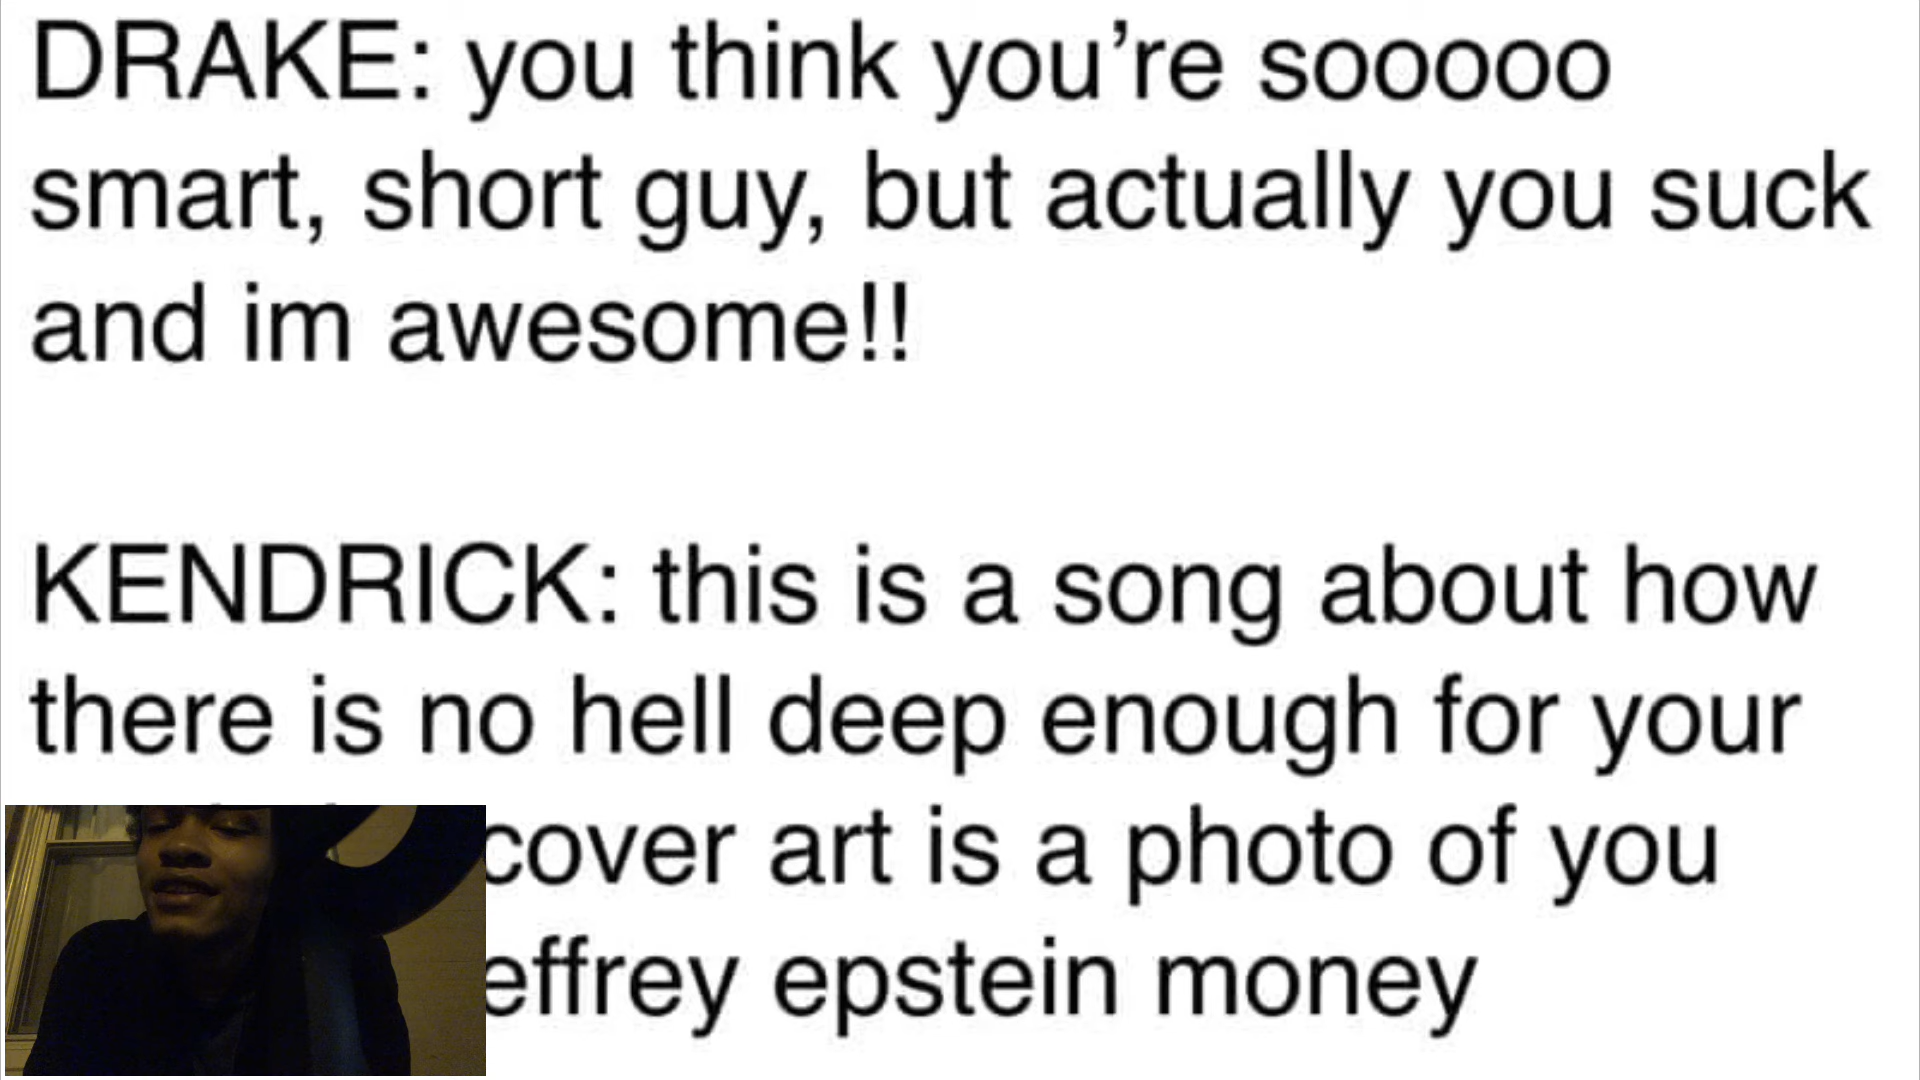 DRAKE: you think you’re sooooo
smart, short guy, but actually you suck
and im awesome!!
KENDRICK: this is a song about how
there is no hell deep enough for your
cover art is a photo of you
effrey epstein money